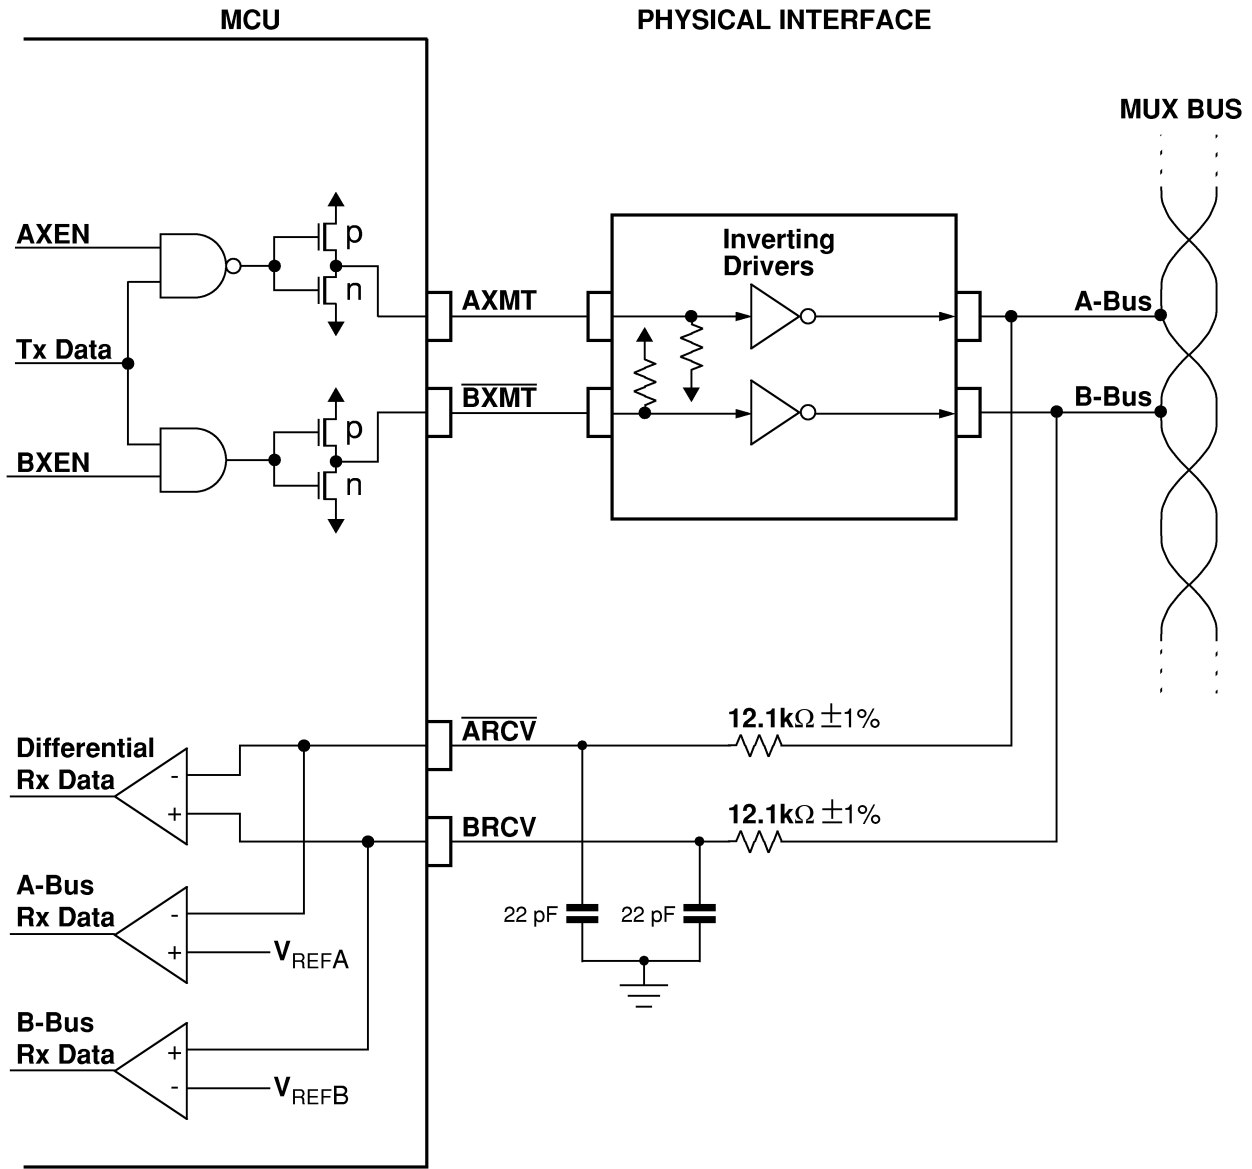 MCU
PHYSICAL INTERFACE
MUX BUS
AXEN
p
n
Inverting
Drivers
AXMT
A-Bus
Tx Data
BXMT
B-Bus
p
BXEN
n
ARCV
12.1kΩ ±1%
Differential
Rx Data
-
+
BRCV
12.1kΩ ±1%
A-Bus
Rx Data
-
+
VREFA
22 pF
22 pF
B-Bus
Rx Data
+
-
VREFB